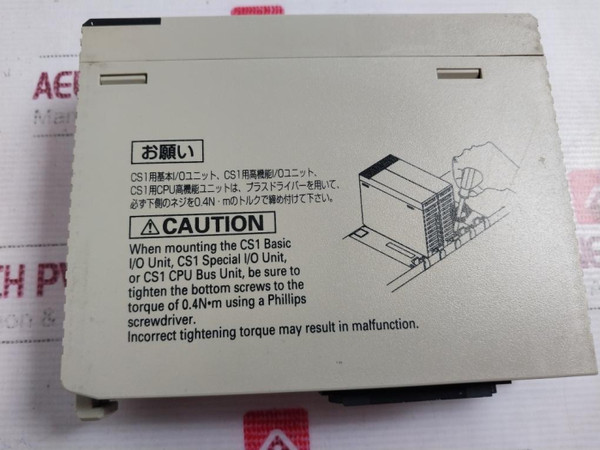 お願い
CS1用基本I/Oユニット、CS1用高機能I/Oユニット、
CS1用CPU高機能ユニットは、プラスドライバーを用いて、
必ず下側のネジを0.4N・mのトルクで締め付けて下さい。
CAUTION
When mounting the CS1 Basic
I/O Unit, CS1 Special I/O Unit,
or CS1 CPU Bus Unit, be sure to
tighten the bottom screws to the
torque of 0.4N•m using a Phillips
screwdriver.
Incorrect tightening torque may result in malfunction.